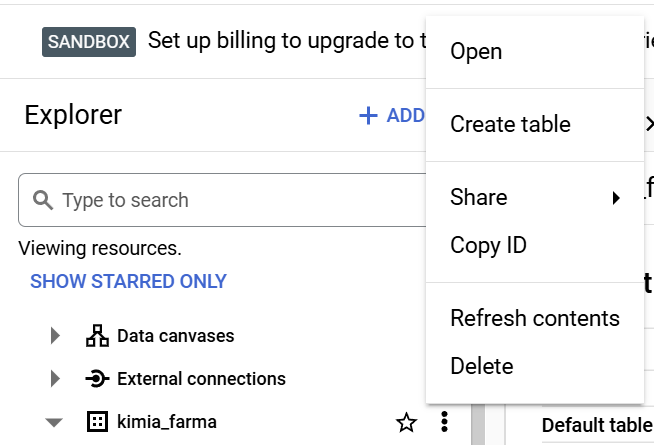 SANDBOX Set up billing to upgrade to
Open
Explorer
ADD
Create table
Type to search
Share
Copy ID
Viewing resources.
SHOW STARRED ONLY
Refresh contents
Data canvases
Delete
External connections
kimia_farma
Default table